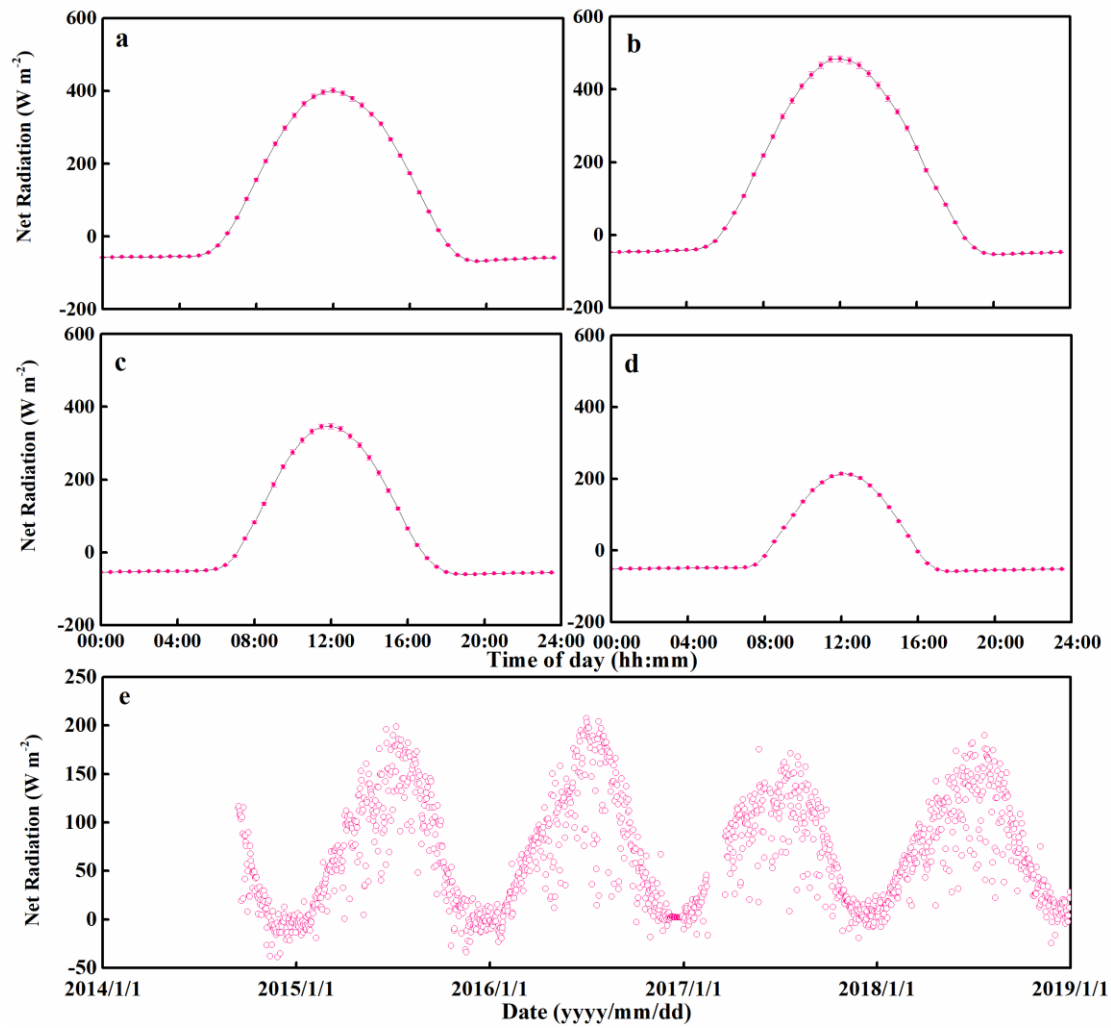 600
400
200
0
-200
Net Radiation (W m-2)
a
600
400
200
0
-200
b
600
400
200
0
-200
Net Radiation (W m-2)
c
00:00 04:00 08:00 12:00 16:00 20:00 24:00
600
400
200
0
-200
d
00:00 04:00 08:00 12:00 16:00 20:00 24:00
Time of day (hh:mm)
250
200
150
100
50
0
-50
Net Radiation (W m-2)
e
2014/1/1 2015/1/1 2016/1/1 2017/1/1 2018/1/1 2019/1/1
Date (yyyy/mm/dd)